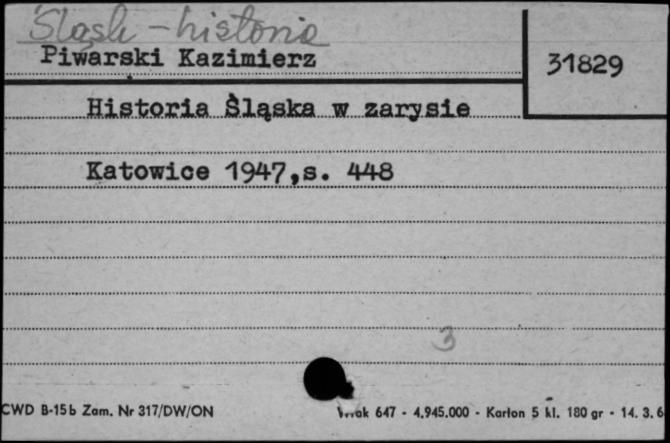 Śląsk - historia
Piwarski Kazimierz
31829
Historia Śląska w zarysie
Katowice 1947,s. 448
3
CWD B-15b Zam. Nr 317/DW/ON
647 - 4.945.000 - Karton 5 kl. 180 gr - 14. 3. 6